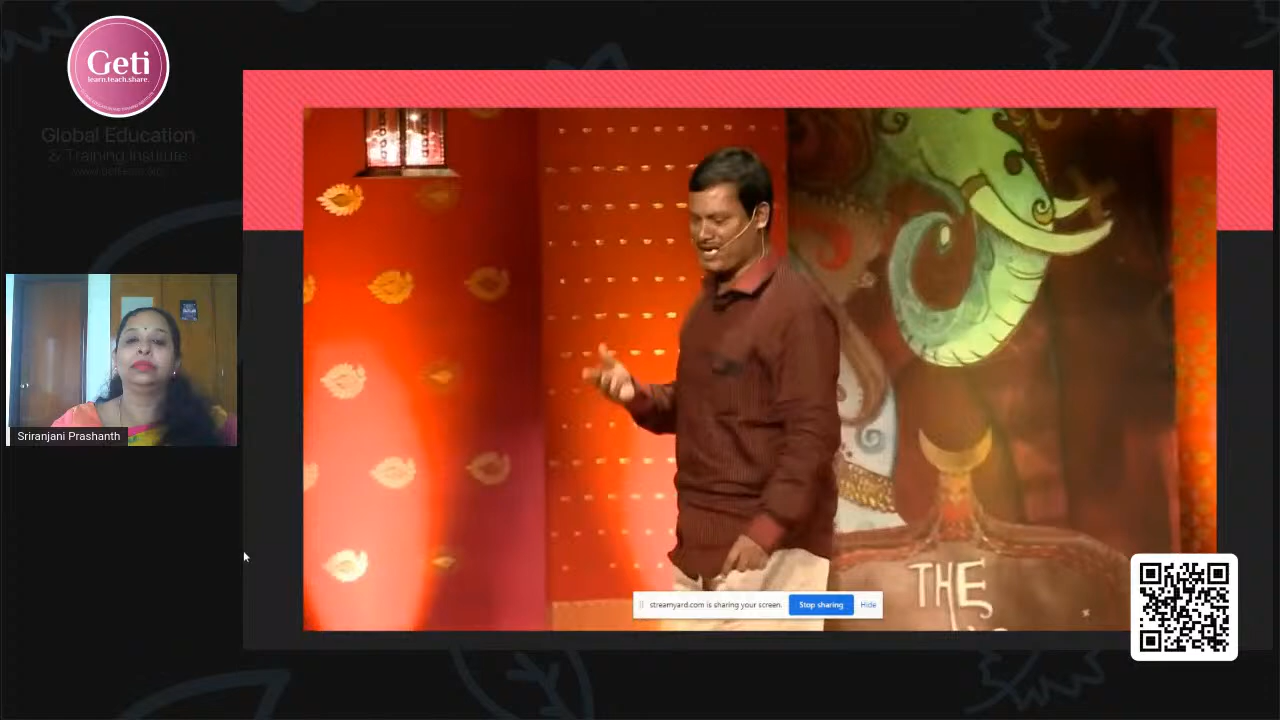 Geti
learn.teach.share.
Global Education
& Training Institute
Sriranjani Prashanth
streamyard.com is sharing your screen.
Stop sharing
Hide
THE